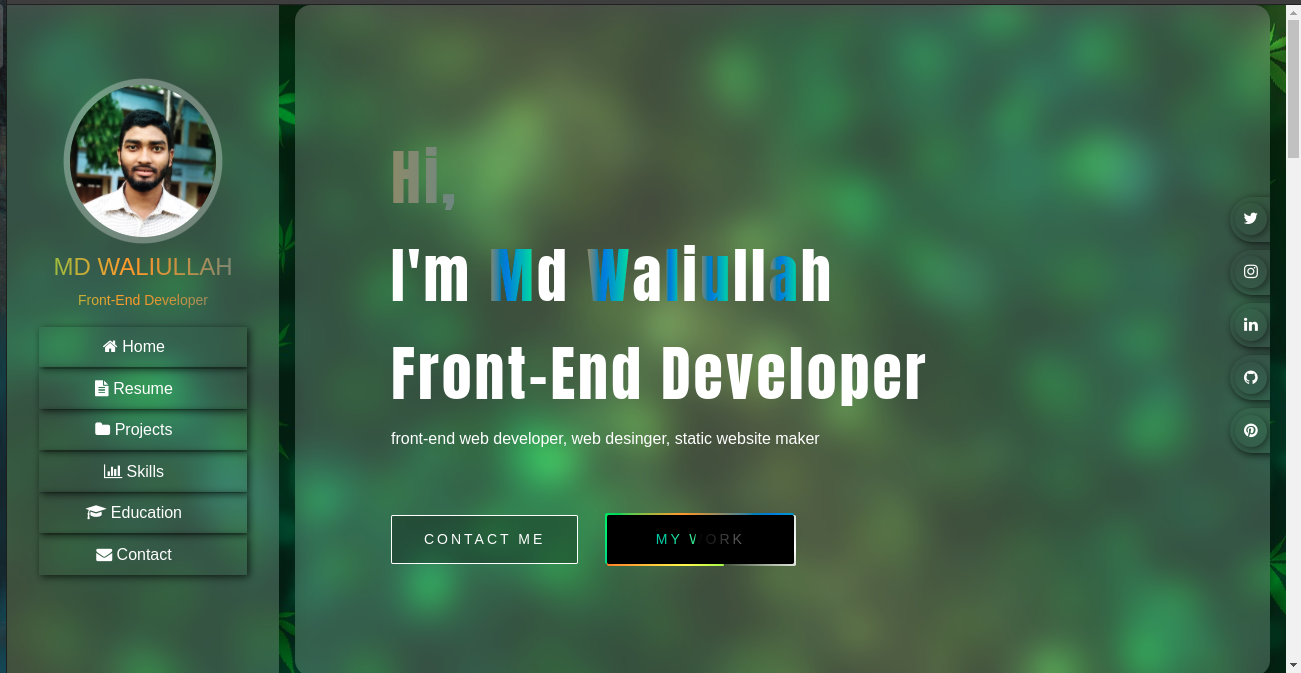 MD WALIULLAH
Front-End Developer
Home
Resume
Projects
Skills
Education
Contact
Hi,
I'm Md Waliullah
Front-End Developer
front-end web developer, web desinger, static website maker
CONTACT ME
MY WORK